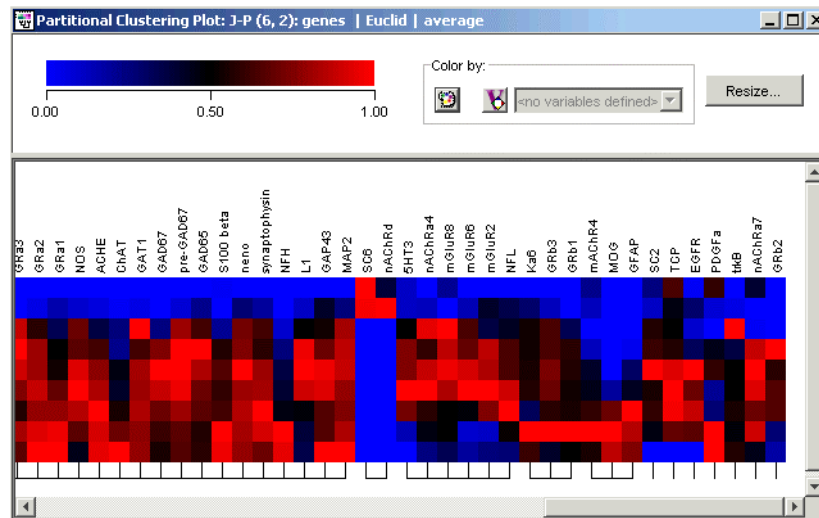 Partitional Clustering Plot: J-P (6, 2): genes | Euclid | average
Color by:
<no variables defined>
Resize...
0.00
0.50
1.00
GRa3
GRa2
GRa1
NOS
ACHE
ChAT
GAT1
GAD67
pre-GAD67
GAD65
S100 beta
neno
synaptophysin
NFH
L1
GAP43
MAP2
SC6
nAChRd
5HT3
nAChRa4
mGluR8
mGluR6
mGluR2
NFL
Ka6
GRb3
GRb1
mAChR4
MOG
GFAP
SC2
TCP
EGFR
PDGFa
trkB
nAChRa7
GRb2